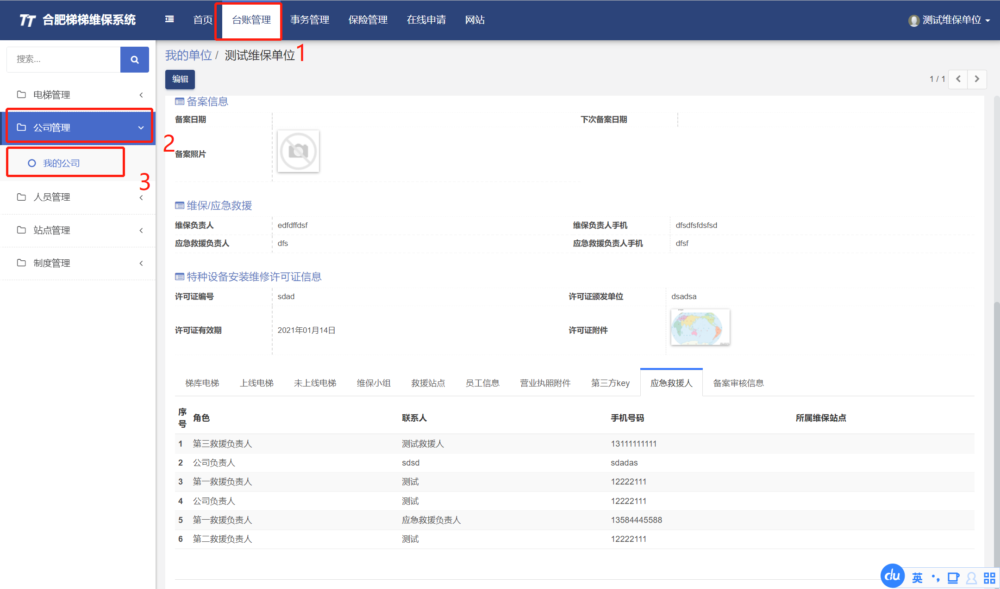 TT 合肥梯梯维保系统
首页 台账管理 事务管理 保险管理 在线申请 网站
测试维保单位
搜索...
我的单位 / 测试维保单位
1
编辑
1 / 1
电梯管理
公司管理
2
我的公司
3
人员管理
站点管理
制度管理
备案信息
备案日期 下次备案日期
备案照片
维保/应急救援
维保负责人 edfdffdsf 维保负责人手机 dfsdfsfdsfsd
应急救援负责人 dfs 应急救援负责人手机 dfsf
特种设备安装维修许可证信息
许可证编号 sdad 许可证颁发单位 dsadsa
许可证有效期 2021年01月14日 许可证附件
梯库电梯 上线电梯 未上线电梯 维保小组 救援站点 员工信息 营业执照附件 第三方key 应急救援人 备案审核信息
序号 角色 联系人 手机号码 所属维保站点
1 第三救援负责人 测试救援人 13111111111
2 公司负责人 sdsd sdadas
3 第一救援负责人 测试 12222111
4 公司负责人 测试 12222111
5 第一救援负责人 应急救援负责人 13584445588
6 第二救援负责人 测试 12222111
du 英